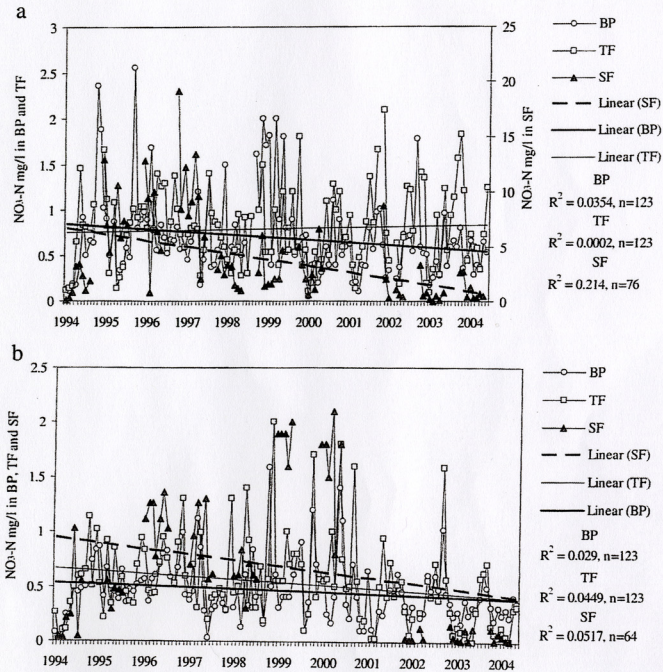 a
NO₃-N mg/l in BP and TF
3
2.5
2
1.5
1
0.5
0
25
20
15
10
5
0
NO₃-N mg/l in SF
1994 1995 1996 1997 1998 1999 2000 2001 2002 2003 2004
BP
TF
SF
Linear (SF)
Linear (BP)
Linear (TF)
BP
R² = 0.0354, n=123
TF
R² = 0.0002, n=123
SF
R² = 0.214, n=76
b
NO₃-N mg/l in BP, TF and SF
2.5
2
1.5
1
0.5
0
1994 1995 1996 1997 1998 1999 2000 2001 2002 2003 2004
BP
TF
SF
Linear (SF)
Linear (TF)
Linear (BP)
BP
R² = 0.029, n=123
TF
R² = 0.0449, n=123
SF
R² = 0.0517, n=64